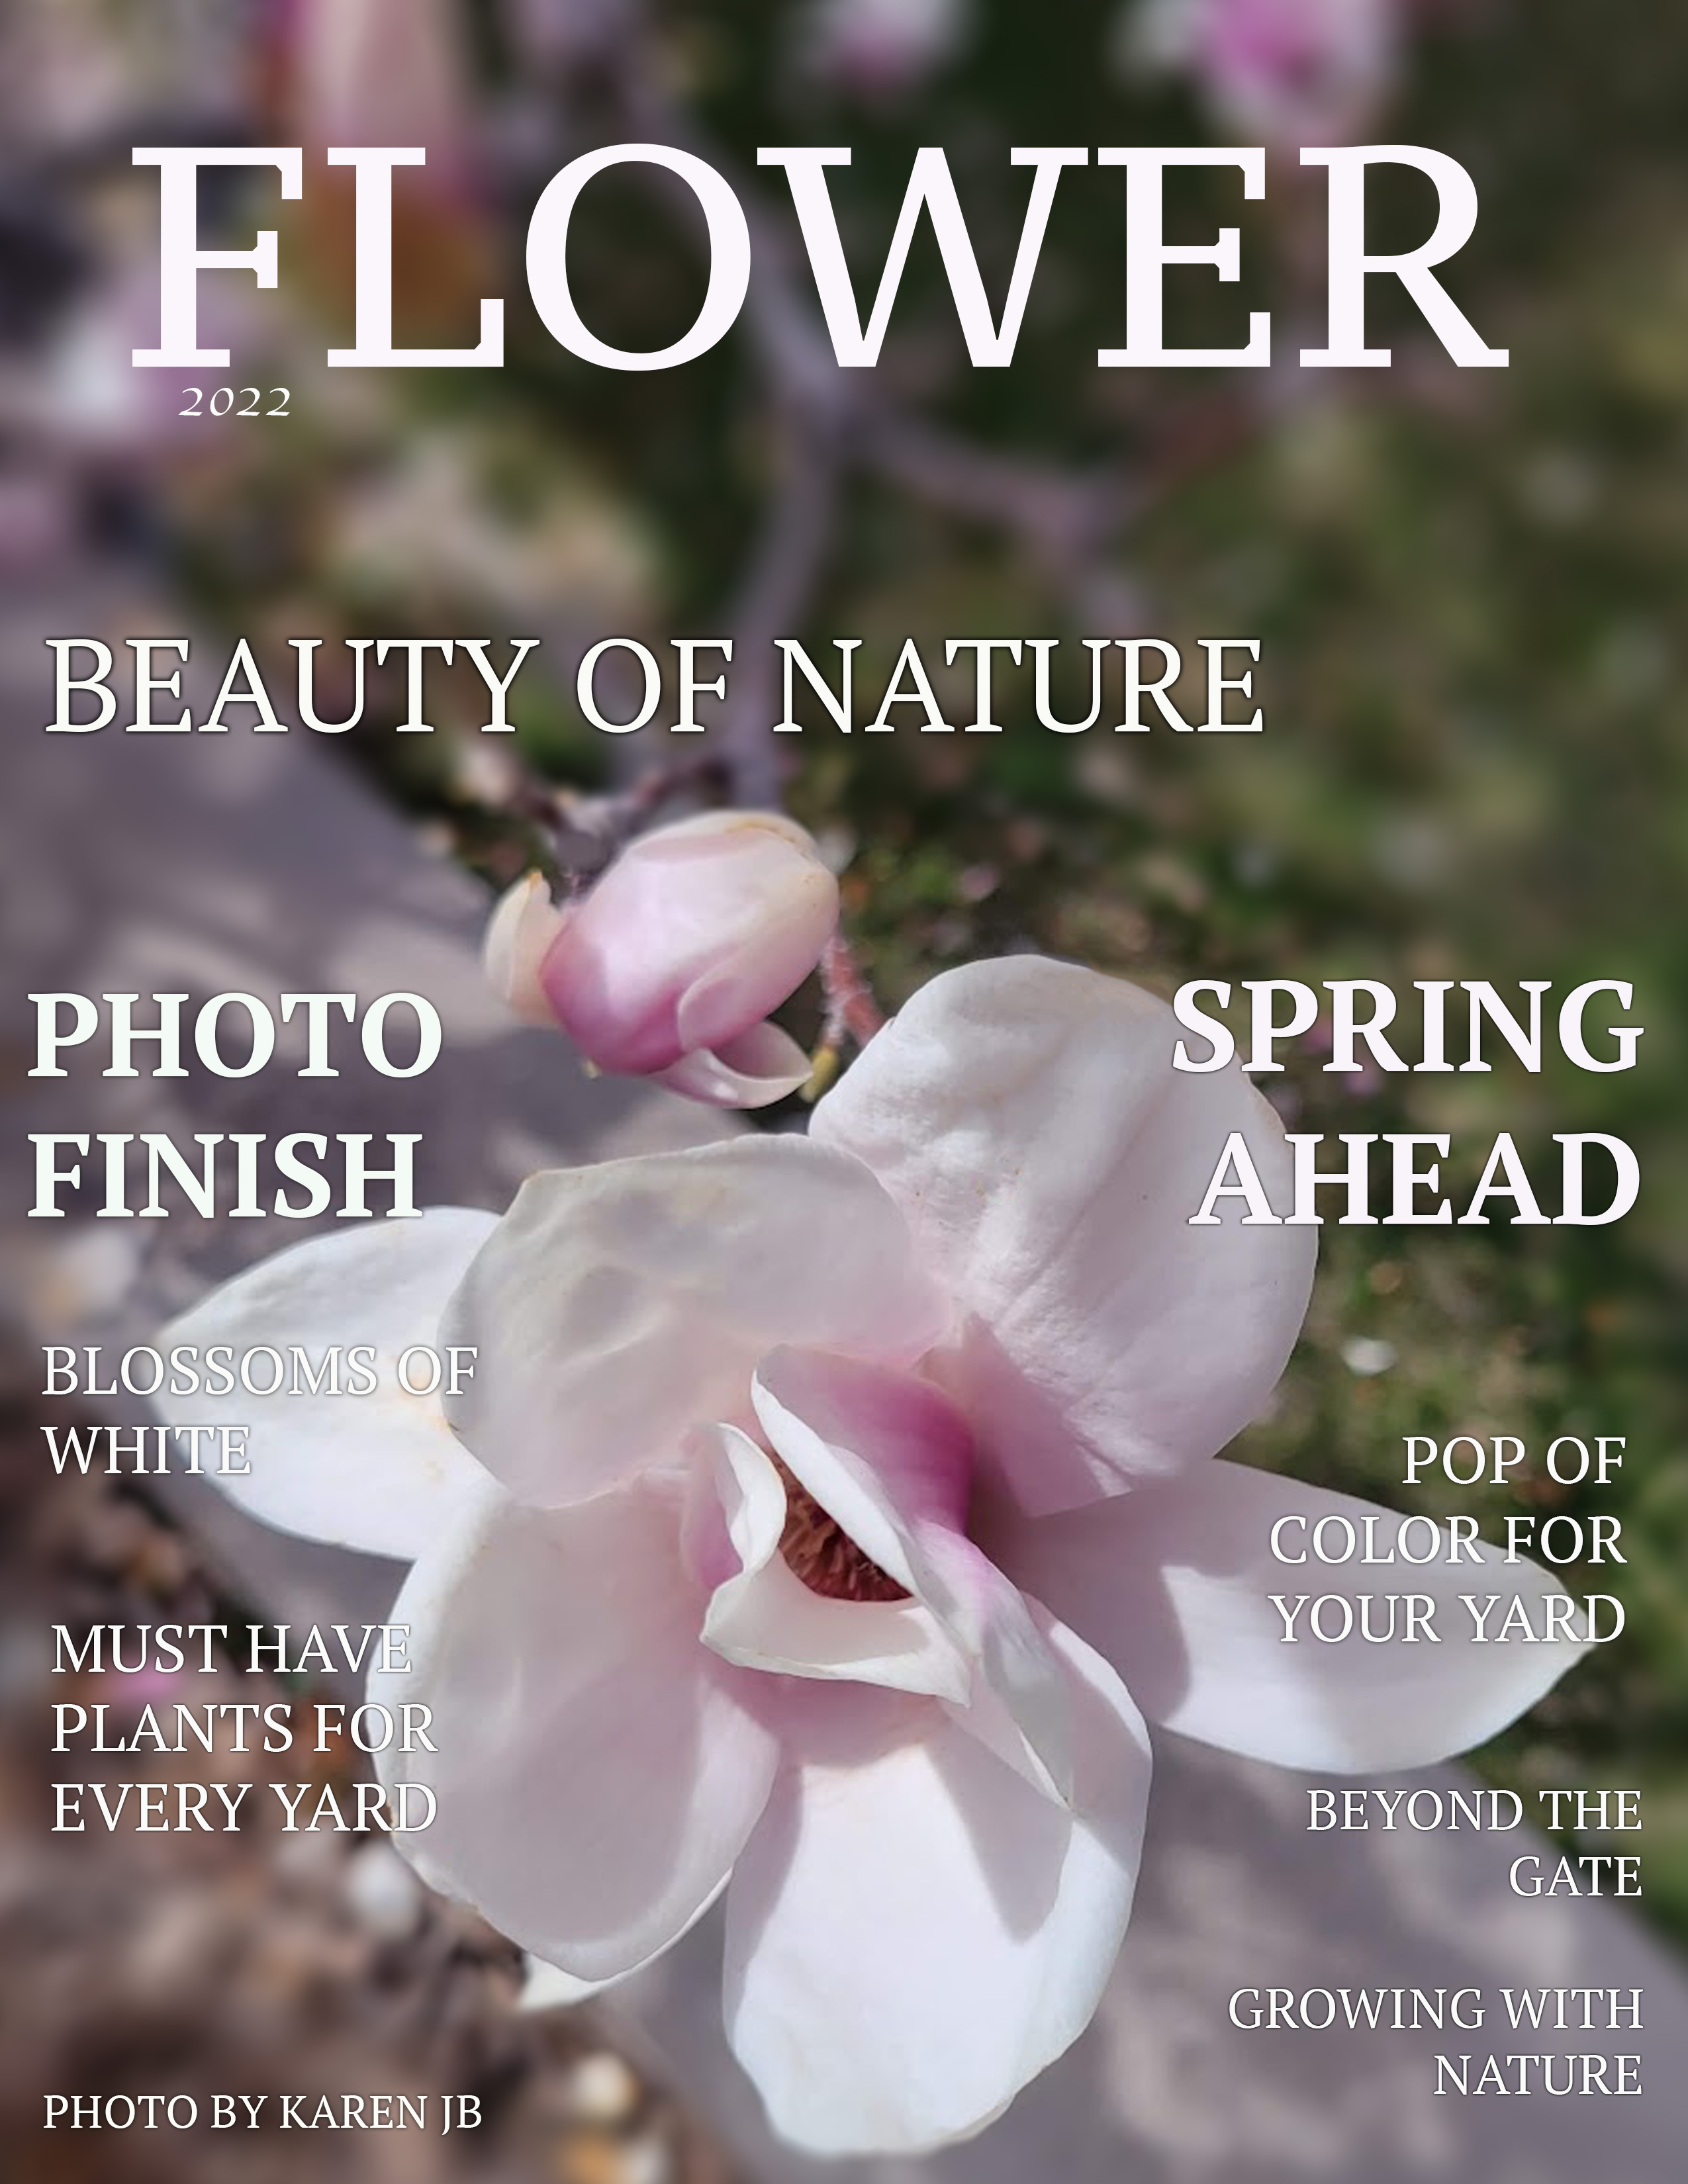 FLOWER
2022
BEAUTY OF NATURE
PHOTO
FINISH
SPRING
AHEAD
BLOSSOMS OF
WHITE
POP OF
COLOR FOR
YOUR YARD
MUST HAVE
PLANTS FOR
EVERY YARD
BEYOND THE
GATE
GROWING WITH
NATURE
PHOTO BY KAREN JB